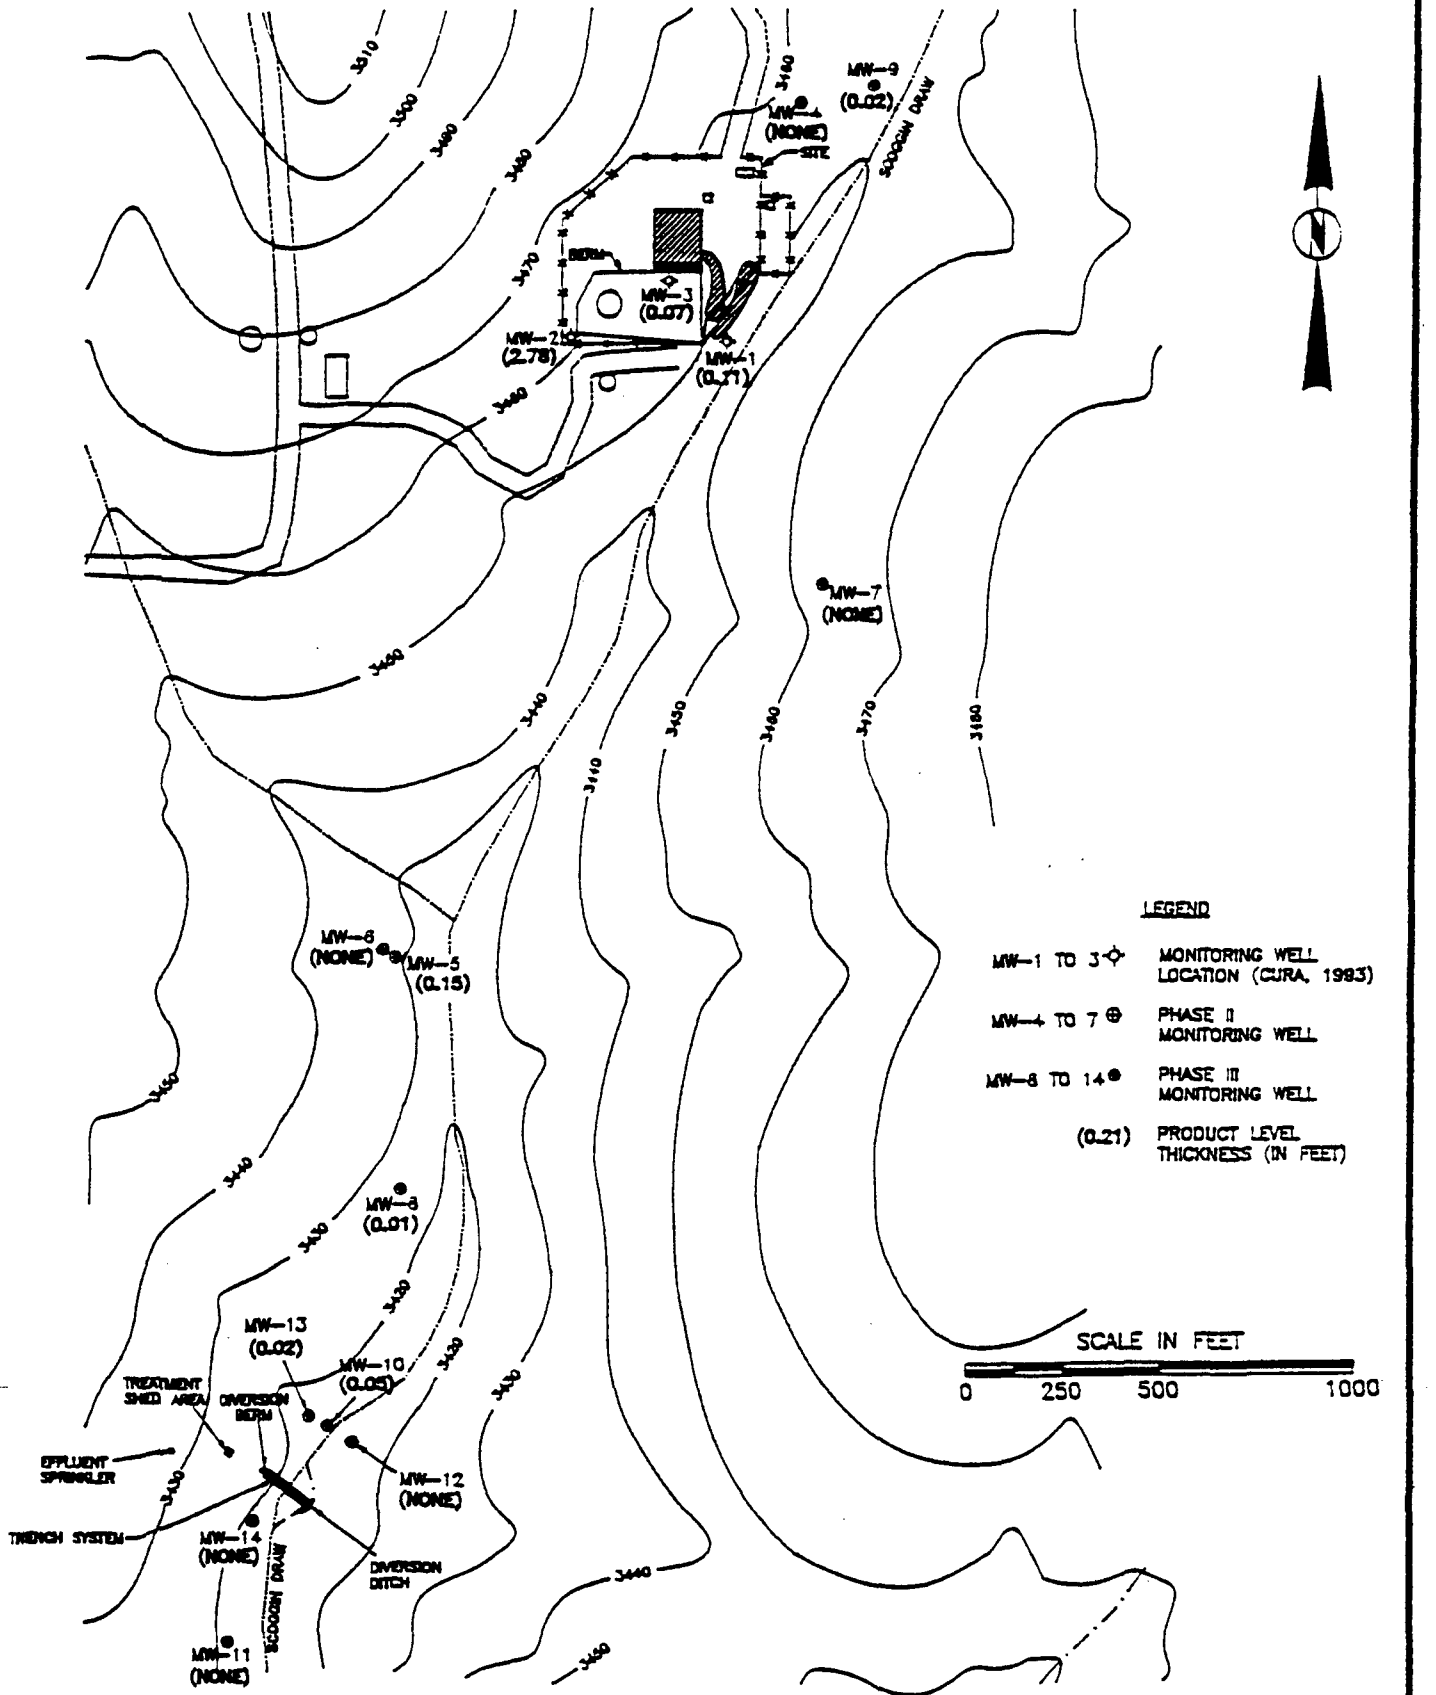 3510
3500
3490
3480
3470
3460
3460
MW-9
(0.02)
MW-4
(NONE)
SCOGGIN DRAW
SITE
BERM
MW-3
(0.07)
MW-2
(2.78)
MW-1
(0.71)
MW-7
(NONE)
3450
3440
3440
3450
3460
3470
3480
LEGEND
MW-1 TO 3
MONITORING WELL
LOCATION (CURA, 1993)
MW-4 TO 7
PHASE II
MONITORING WELL
MW-8 TO 14
PHASE III
MONITORING WELL
(0.21)
PRODUCT LEVEL
THICKNESS (IN FEET)
MW-6
(NONE)
MW-5
(0.15)
3450
3440
3430
MW-8
(0.01)
3420
3420
3430
MW-13
(0.02)
MW-10
(0.05)
SCALE IN FEET
0 250 500 1000
TREATMENT
SHED AREA
DIVERSION
BERM
EFFLUENT
SPRINKLER
3430
MW-12
(NONE)
TRENCH SYSTEM
MW-14
(NONE)
DIVERSION
DITCH
SCOGGIN DRAW
3440
3450
MW-11
(NONE)